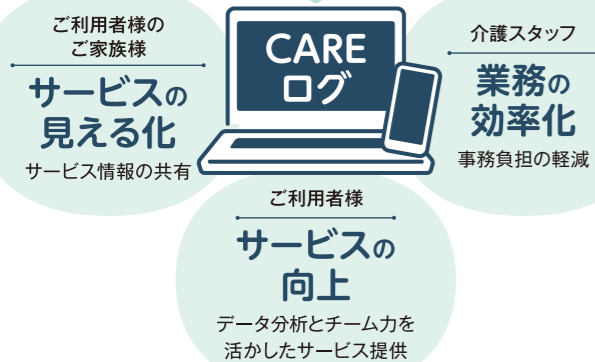 ご利用者様の
ご家族様
サービスの
見える化
サービス情報の共有
CARE
ログ
介護スタッフ
業務の
効率化
事務負担の軽減
ご利用者様
サービスの
向上
データ分析とチーム力を
活かしたサービス提供